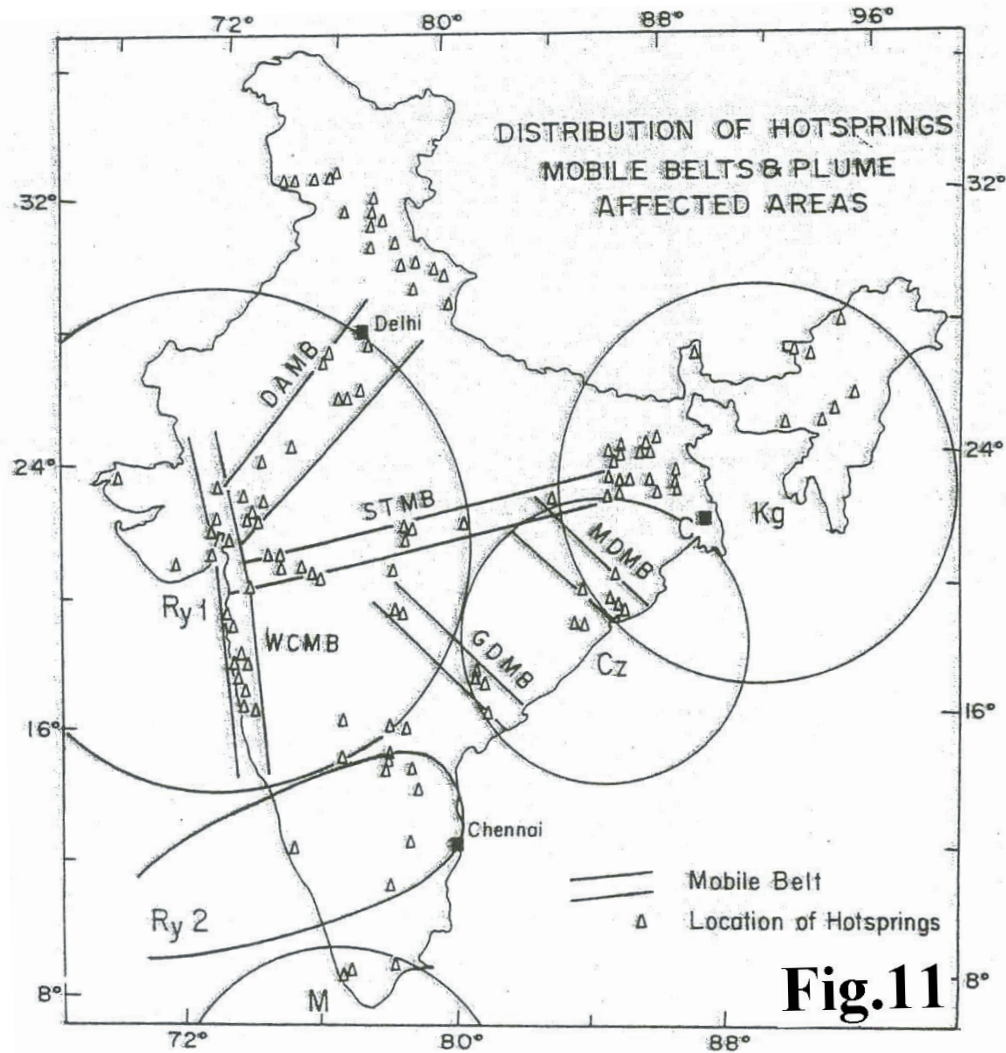 72° 80° 88° 96°
DISTRIBUTION OF HOTSPRINGS
MOBILE BELTS & PLUME
AFFECTED AREAS
32° 32°
Delhi
DAMB
24° 24°
STMB
MDMB
C
Kg
Ry 1
WCMB
GDMB
Cz
16° 16°
Chennai
Mobile Belt
Ry 2
Location of Hotsprings
M
Fig.11
8° 8°
72° 80° 88°